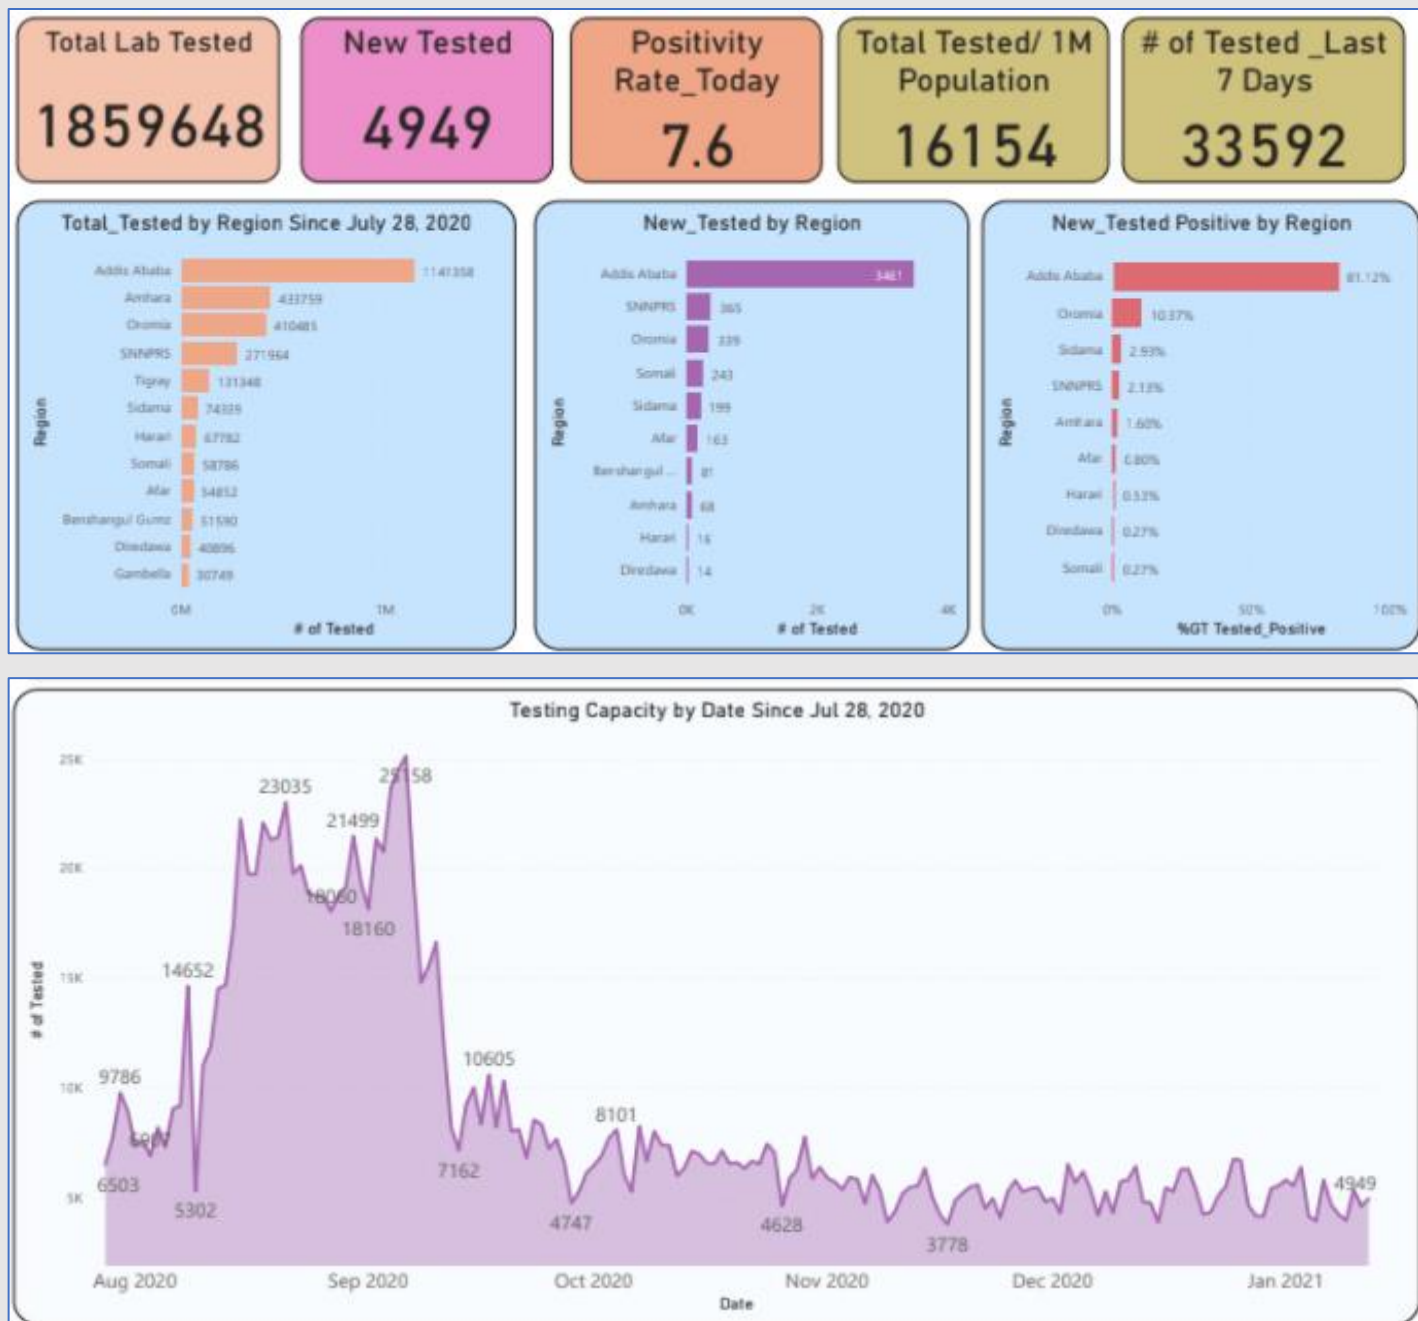 Total Lab Tested
1859648
New Tested
4949
Positivity
Rate_Today
7.6
Total Tested/ 1M
Population
16154
# of Tested _Last
7 Days
33592
Total_Tested by Region Since July 28, 2020
Region
Addis Ababa 1141358
Amhara 433759
Oromia 410485
SNNPRS 271964
Tigray 131348
Sidama 74339
Harari 67782
Somali 58786
Afar 54852
Benshangul Gumz 51590
Diredawa 40896
Gambella 30749
0M 1M
# of Tested
New_Tested by Region
Region
Addis Ababa 3461
SNNPRS 365
Oromia 339
Somali 243
Sidama 199
Afar 163
Benshangul ... 81
Amhara 68
Harari 16
Diredawa 14
0K 2K 4K
# of Tested
New_Tested Positive by Region
Region
Addis Ababa 81.12%
Oromia 10.37%
Sidama 2.93%
SNNPRS 2.13%
Amhara 1.60%
Afar 0.80%
Harari 0.53%
Diredawa 0.27%
Somali 0.27%
0% 50% 100%
%GT Tested_Positive
Testing Capacity by Date Since Jul 28, 2020
# of Tested
25K
20K
15K
10K
5K
25158
23035
21499
18160
14652
10605
9786
8101
7162
6503
5302
4747
4628
3778
4949
Aug 2020 Sep 2020 Oct 2020 Nov 2020 Dec 2020 Jan 2021
Date